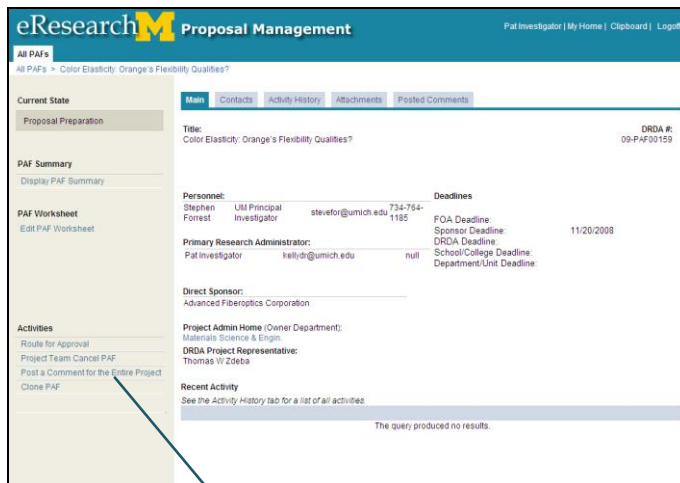 eResearch M Proposal Management
Pat Investigator | My Home | Clipboard | Logoff
All PAFs
All PAFs > Color Elasticity: Orange's Flexibility Qualities?
Current State
Proposal Preparation
PAF Summary
Display PAF Summary
PAF Worksheet
Edit PAF Worksheet
Activities
Route for Approval
Project Team Cancel PAF
Post a Comment for the Entire Project
Clone PAF
Main Contacts Activity History Attachments Posted Comments
Title: DRDA #:
Color Elasticity: Orange's Flexibility Qualities? 09-PAF00159
Personnel:
Stephen Forrest UM Principal Investigator stevefor@umich.edu 734-764-1185
Primary Research Administrator:
Pat Investigator kellydr@umich.edu null
Deadlines
FOA Deadline:
Sponsor Deadline: 11/20/2008
DRDA Deadline:
School/College Deadline:
Department/Unit Deadline:
Direct Sponsor:
Advanced Fiberoptics Corporation
Project Admin Home (Owner Department):
Materials Science & Engin.
DRDA Project Representative:
Thomas W Zdeba
Recent Activity
See the Activity History tab for a list of all activities.
The query produced no results.